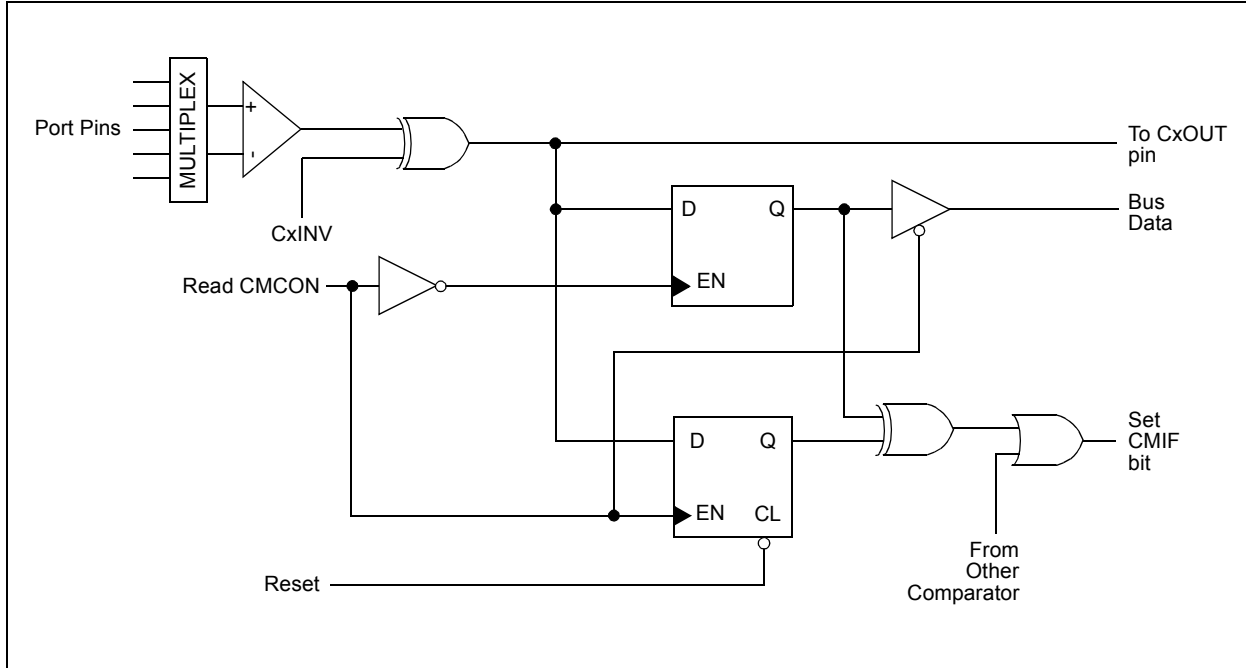 MULTIPLEX
Port Pins
+
-
CxINV
To CxOUT
pin
D
Q
EN
Bus
Data
Read CMCON
D
Q
EN
CL
Set
CMIF
bit
From
Other
Comparator
Reset